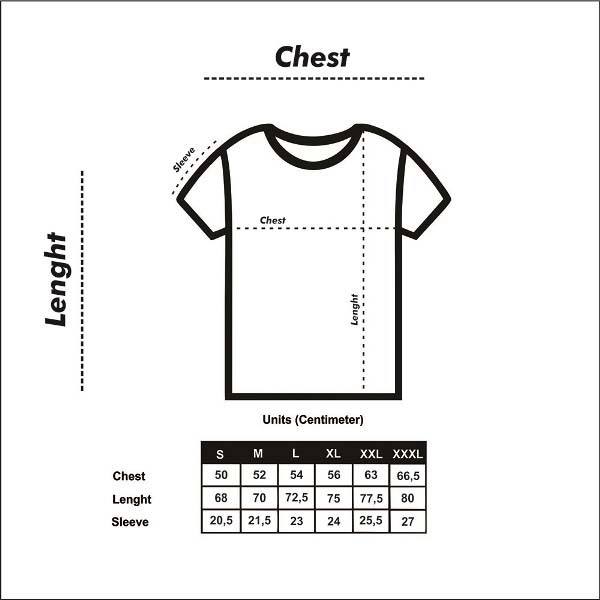 Chest
Sleeve
Chest
Lenght
Lenght
Units (Centimeter)
S M L XL XXL XXXL
Chest 50 52 54 56 63 66,5
Lenght 68 70 72,5 75 77,5 80
Sleeve 20,5 21,5 23 24 25,5 27